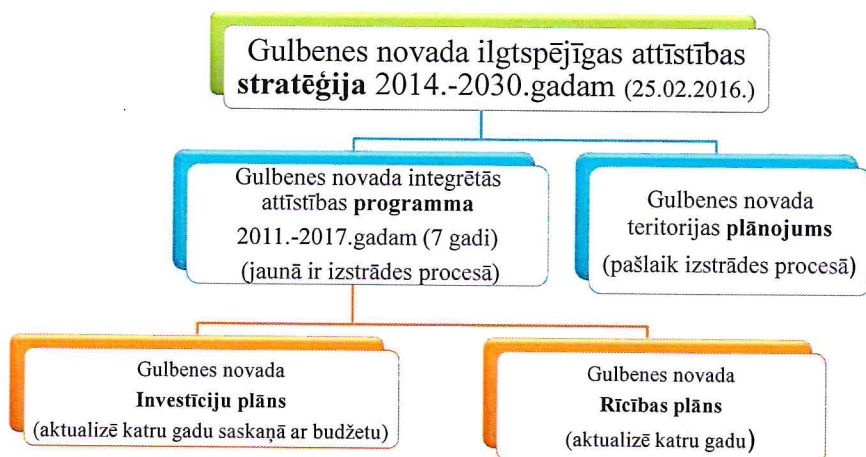 Gulbenes novada ilgtspējīgas attīstības
stratēģija 2014.-2030.gadam (25.02.2016.)
Gulbenes novada integrētās
attīstības programma
2011.-2017.gadam (7 gadi)
(jaunā ir izstrādes procesā)
Gulbenes novada
teritorijas plānojums
(pašlaik izstrādes procesā)
Gulbenes novada
Investīciju plāns
(aktualizē katru gadu saskaņā ar budžetu)
Gulbenes novada
Rīcības plāns
(aktualizē katru gadu)